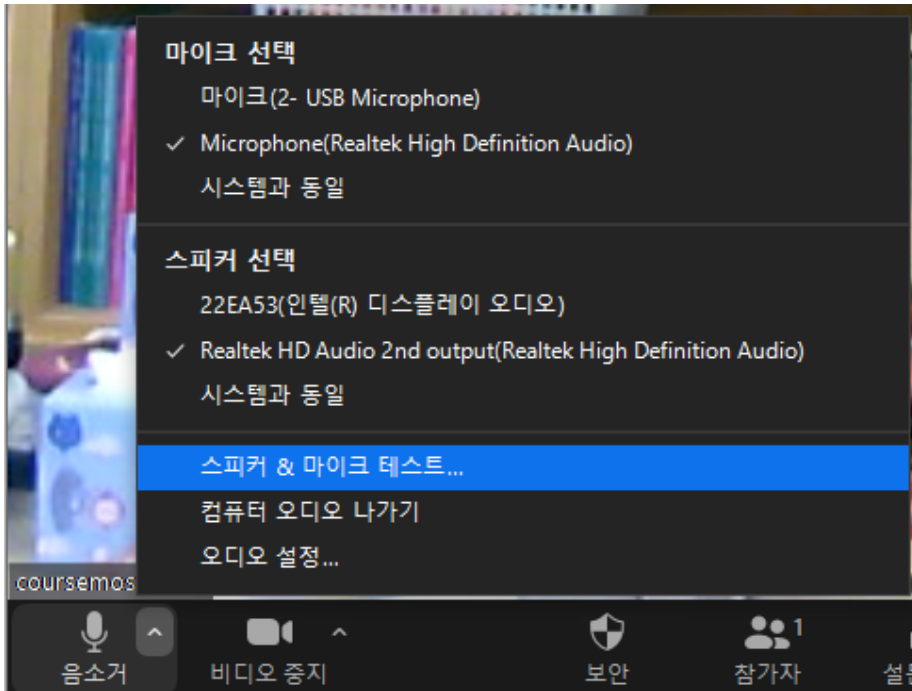 마이크 선택
마이크(2- USB Microphone)
Microphone(Realtek High Definition Audio)
시스템과 동일
스피커 선택
22EA53(인텔(R) 디스플레이 오디오)
Realtek HD Audio 2nd output(Realtek High Definition Audio)
시스템과 동일
스피커 & 마이크 테스트...
컴퓨터 오디오 나가기
오디오 설정...
coursemos
음소거 비디오 중지 보안 참가자 1